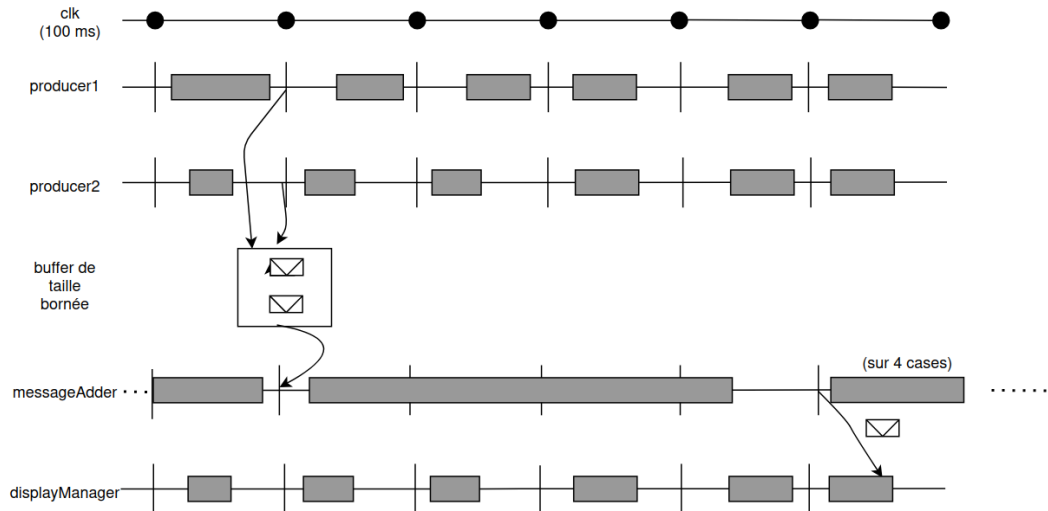 clk
(100 ms)
producer1
producer2
buffer de
taille
bornée
(sur 4 cases)
messageAdder
displayManager